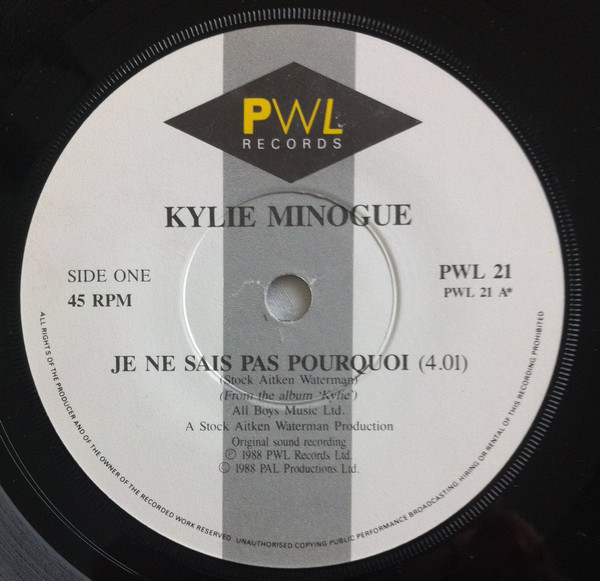 PWL
RECORDS
KYLIE MINOGUE
SIDE ONE
45 RPM
PWL 21
PWL 21 A*
JE NE SAIS PAS POURQUOI (4.01)
(Stock Aitken Waterman)
(From the album 'Kylie')
All Boys Music Ltd.
A Stock Aitken Waterman Production
Original sound recording
Ⓟ 1988 PWL Records Ltd.
© 1988 PAL Productions Ltd.
ALL RIGHTS OF THE PRODUCER AND OF THE OWNER OF THE RECORDED WORK RESERVED. UNAUTHORISED COPYING PUBLIC PERFORMANCE BROADCASTING, HIRING OR RENTAL OF THIS RECORDING PROHIBITED